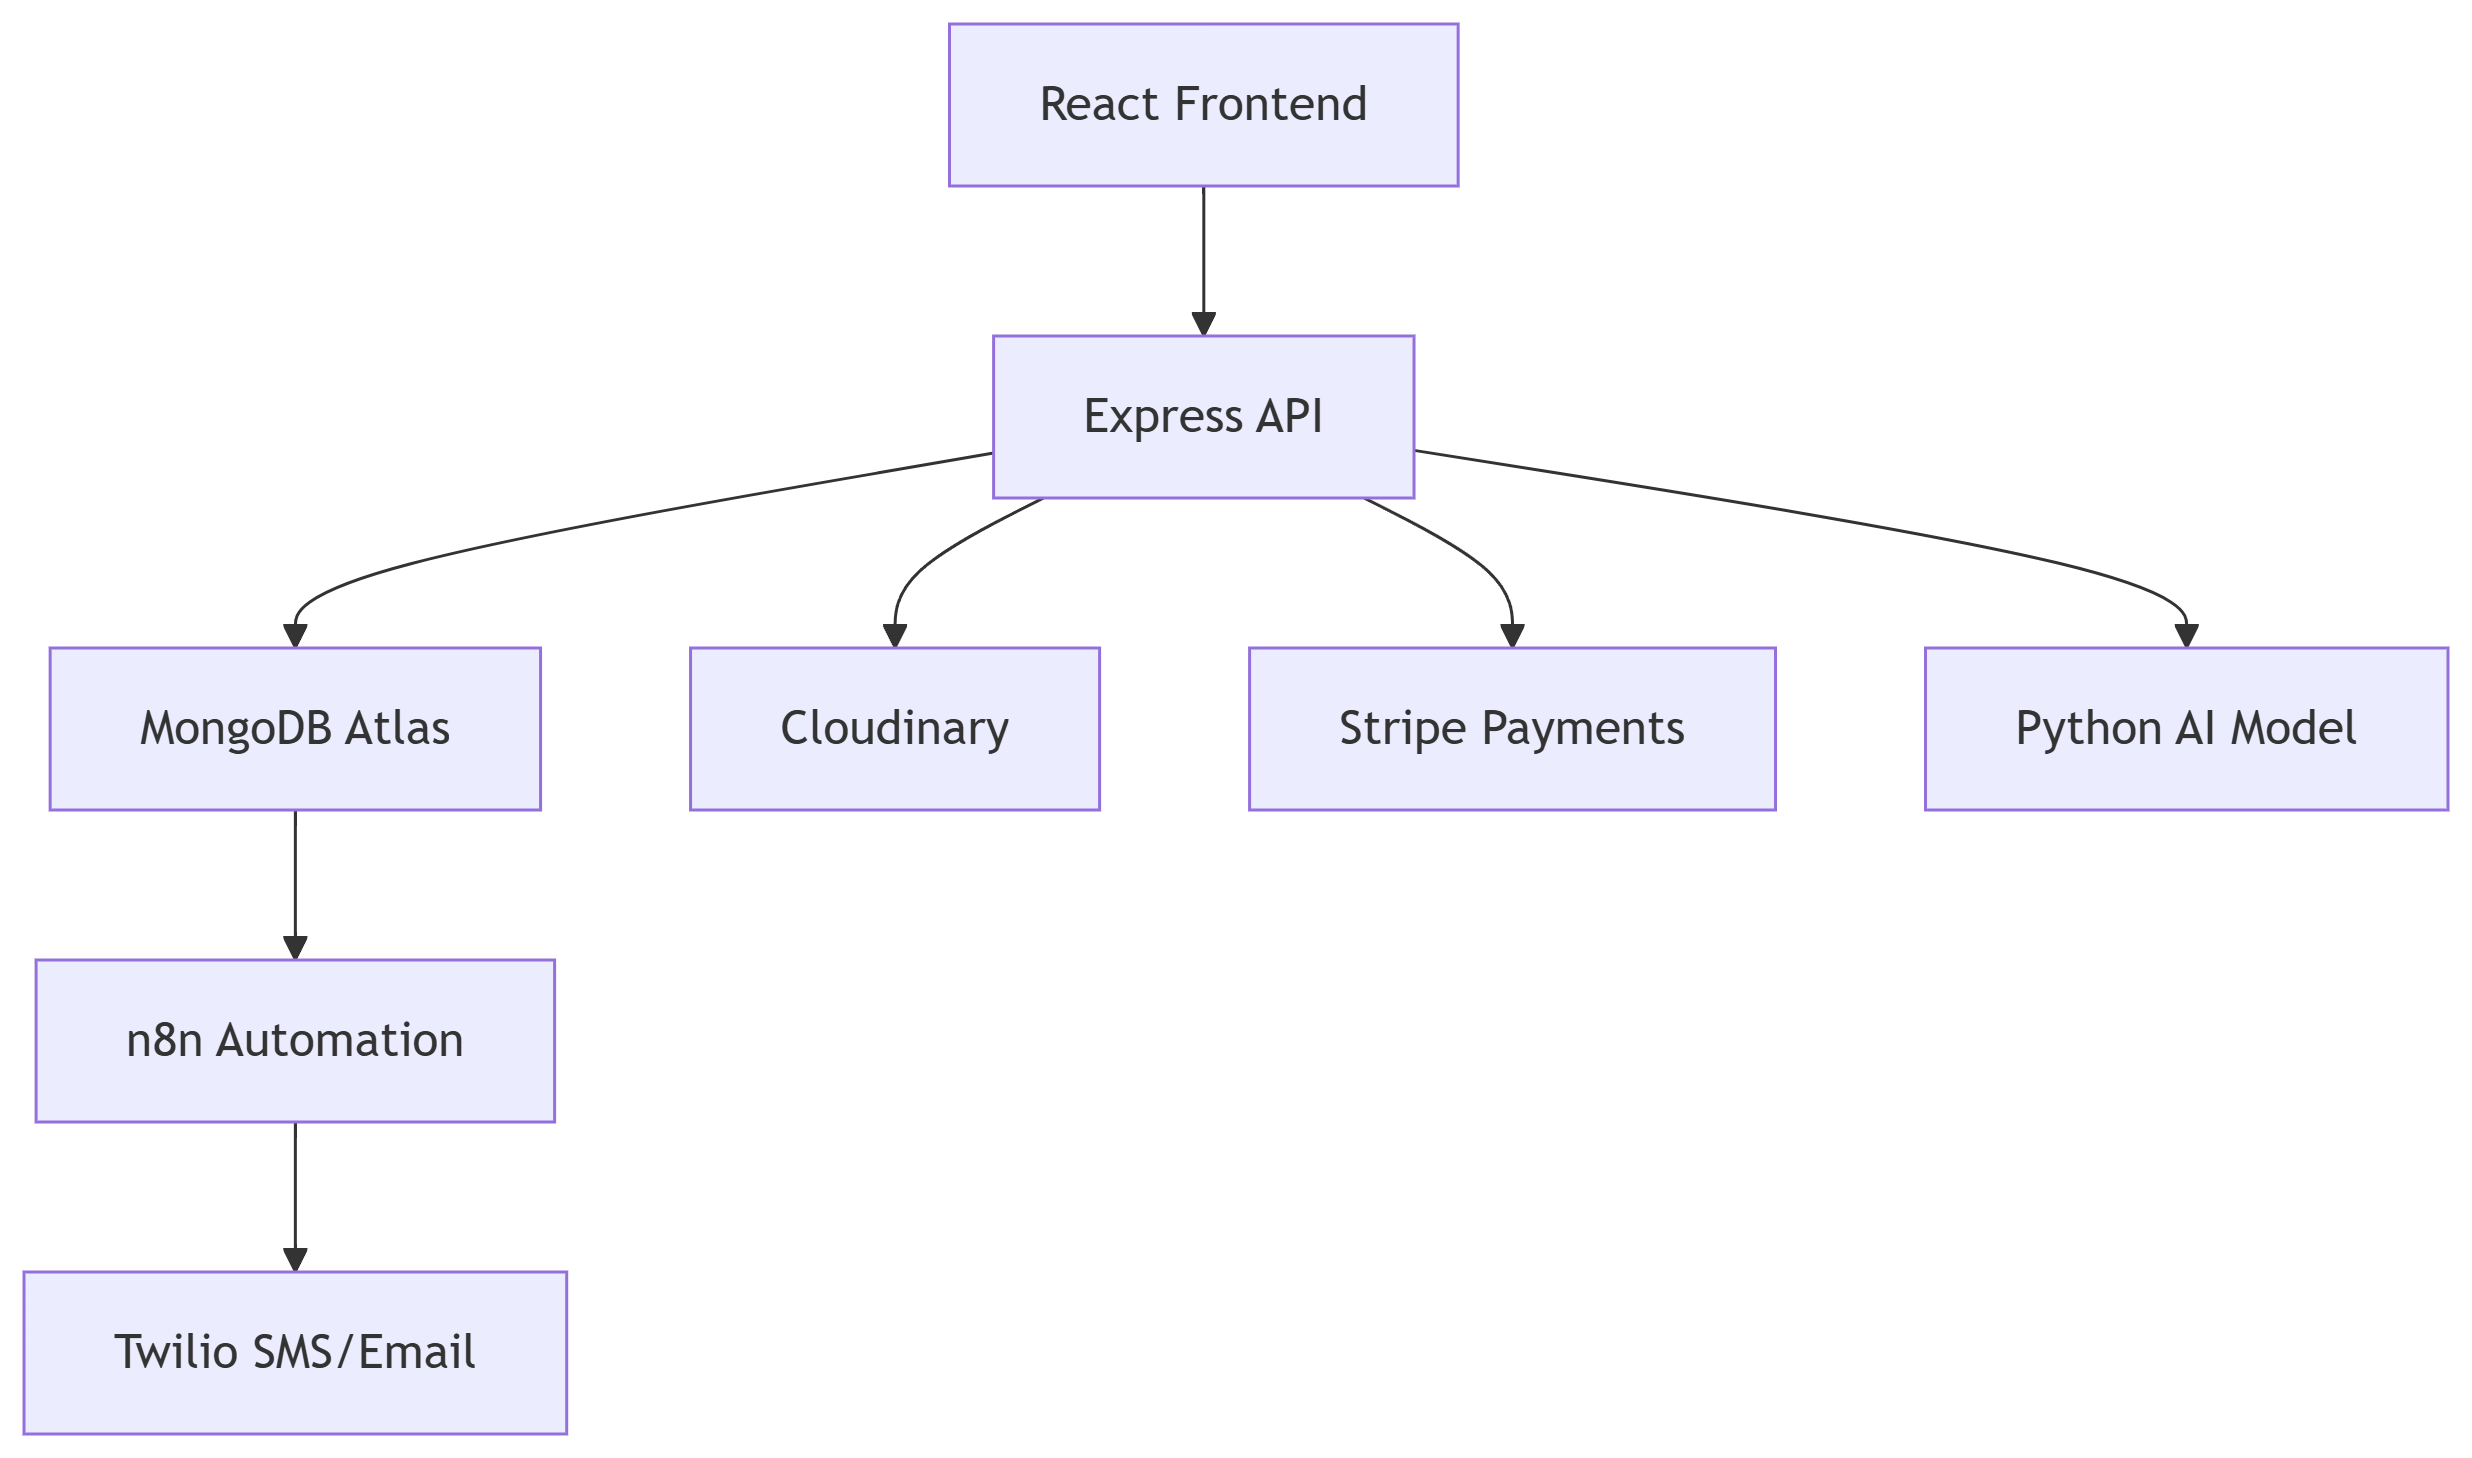 React Frontend
Express API
MongoDB Atlas
Cloudinary
Stripe Payments
Python AI Model
n8n Automation
Twilio SMS/Email